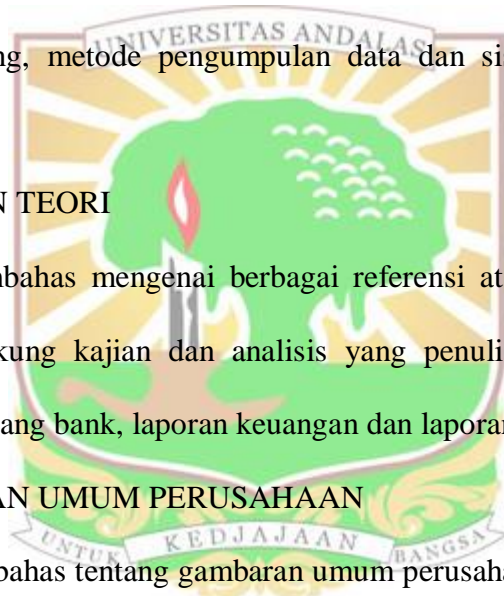 UNIVERSITAS ANDALAS
ng, metode pengumpulan data dan si
N TEORI
nbahas mengenai berbagai referensi at
kung kajian dan analisis yang penuli
ang bank, laporan keuangan dan laporan
AN UMUM PERUSAHAAN
UNTUK KEDJAJAAN BANGSA
bahas tentang gambaran umum perusaha